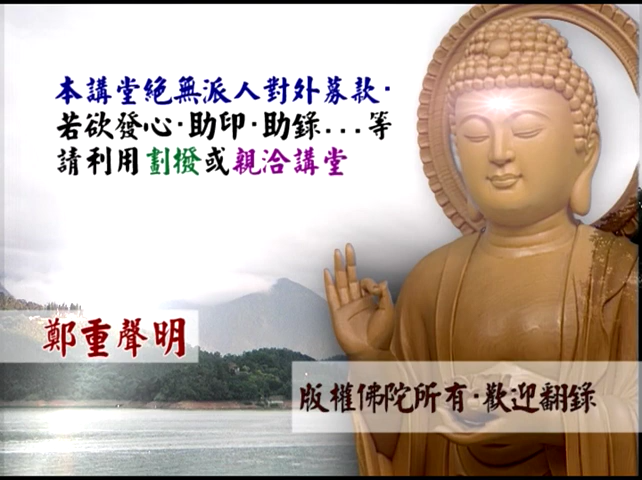 本講堂絕無派人對外募款·
若欲發心·助印·助錄...等
請利用劃撥或親洽講堂
鄭重聲明
版權佛院所有·歡迎翻錄